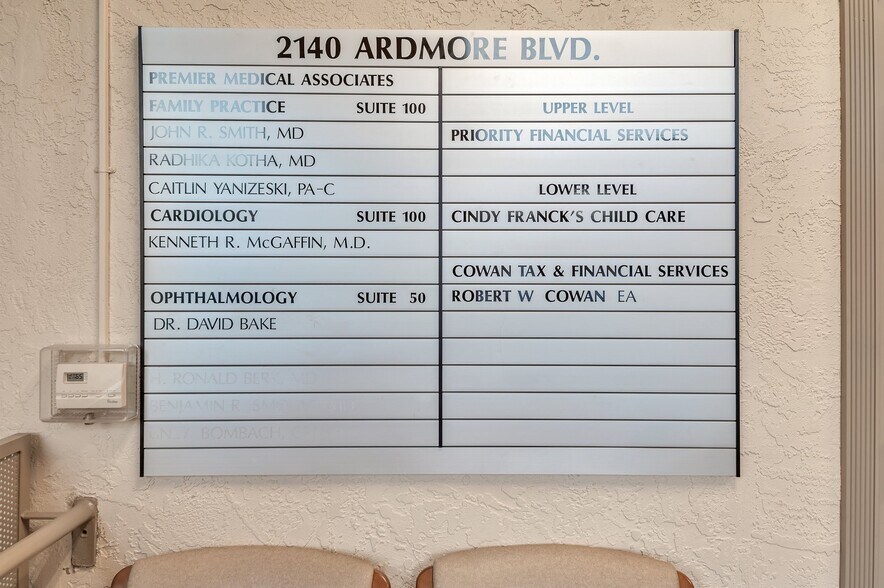 2140 ARDMORE BLVD.
PREMIER MEDICAL ASSOCIATES
FAMILY PRACTICE SUITE 100
JOHN R. SMITH, MD
RADHIKA KOTHA, MD
CAITLIN YANIZESKI, PA-C
CARDIOLOGY SUITE 100
KENNETH R. McGAFFIN, M.D.
OPHTHALMOLOGY SUITE 50
DR. DAVID BAKE
H. RONALD
BENJAMIN R.
UPPER LEVEL
PRIORITY FINANCIAL SERVICES
LOWER LEVEL
CINDY FRANCK'S CHILD CARE
COWAN TAX & FINANCIAL SERVICES
ROBERT W COWAN EA